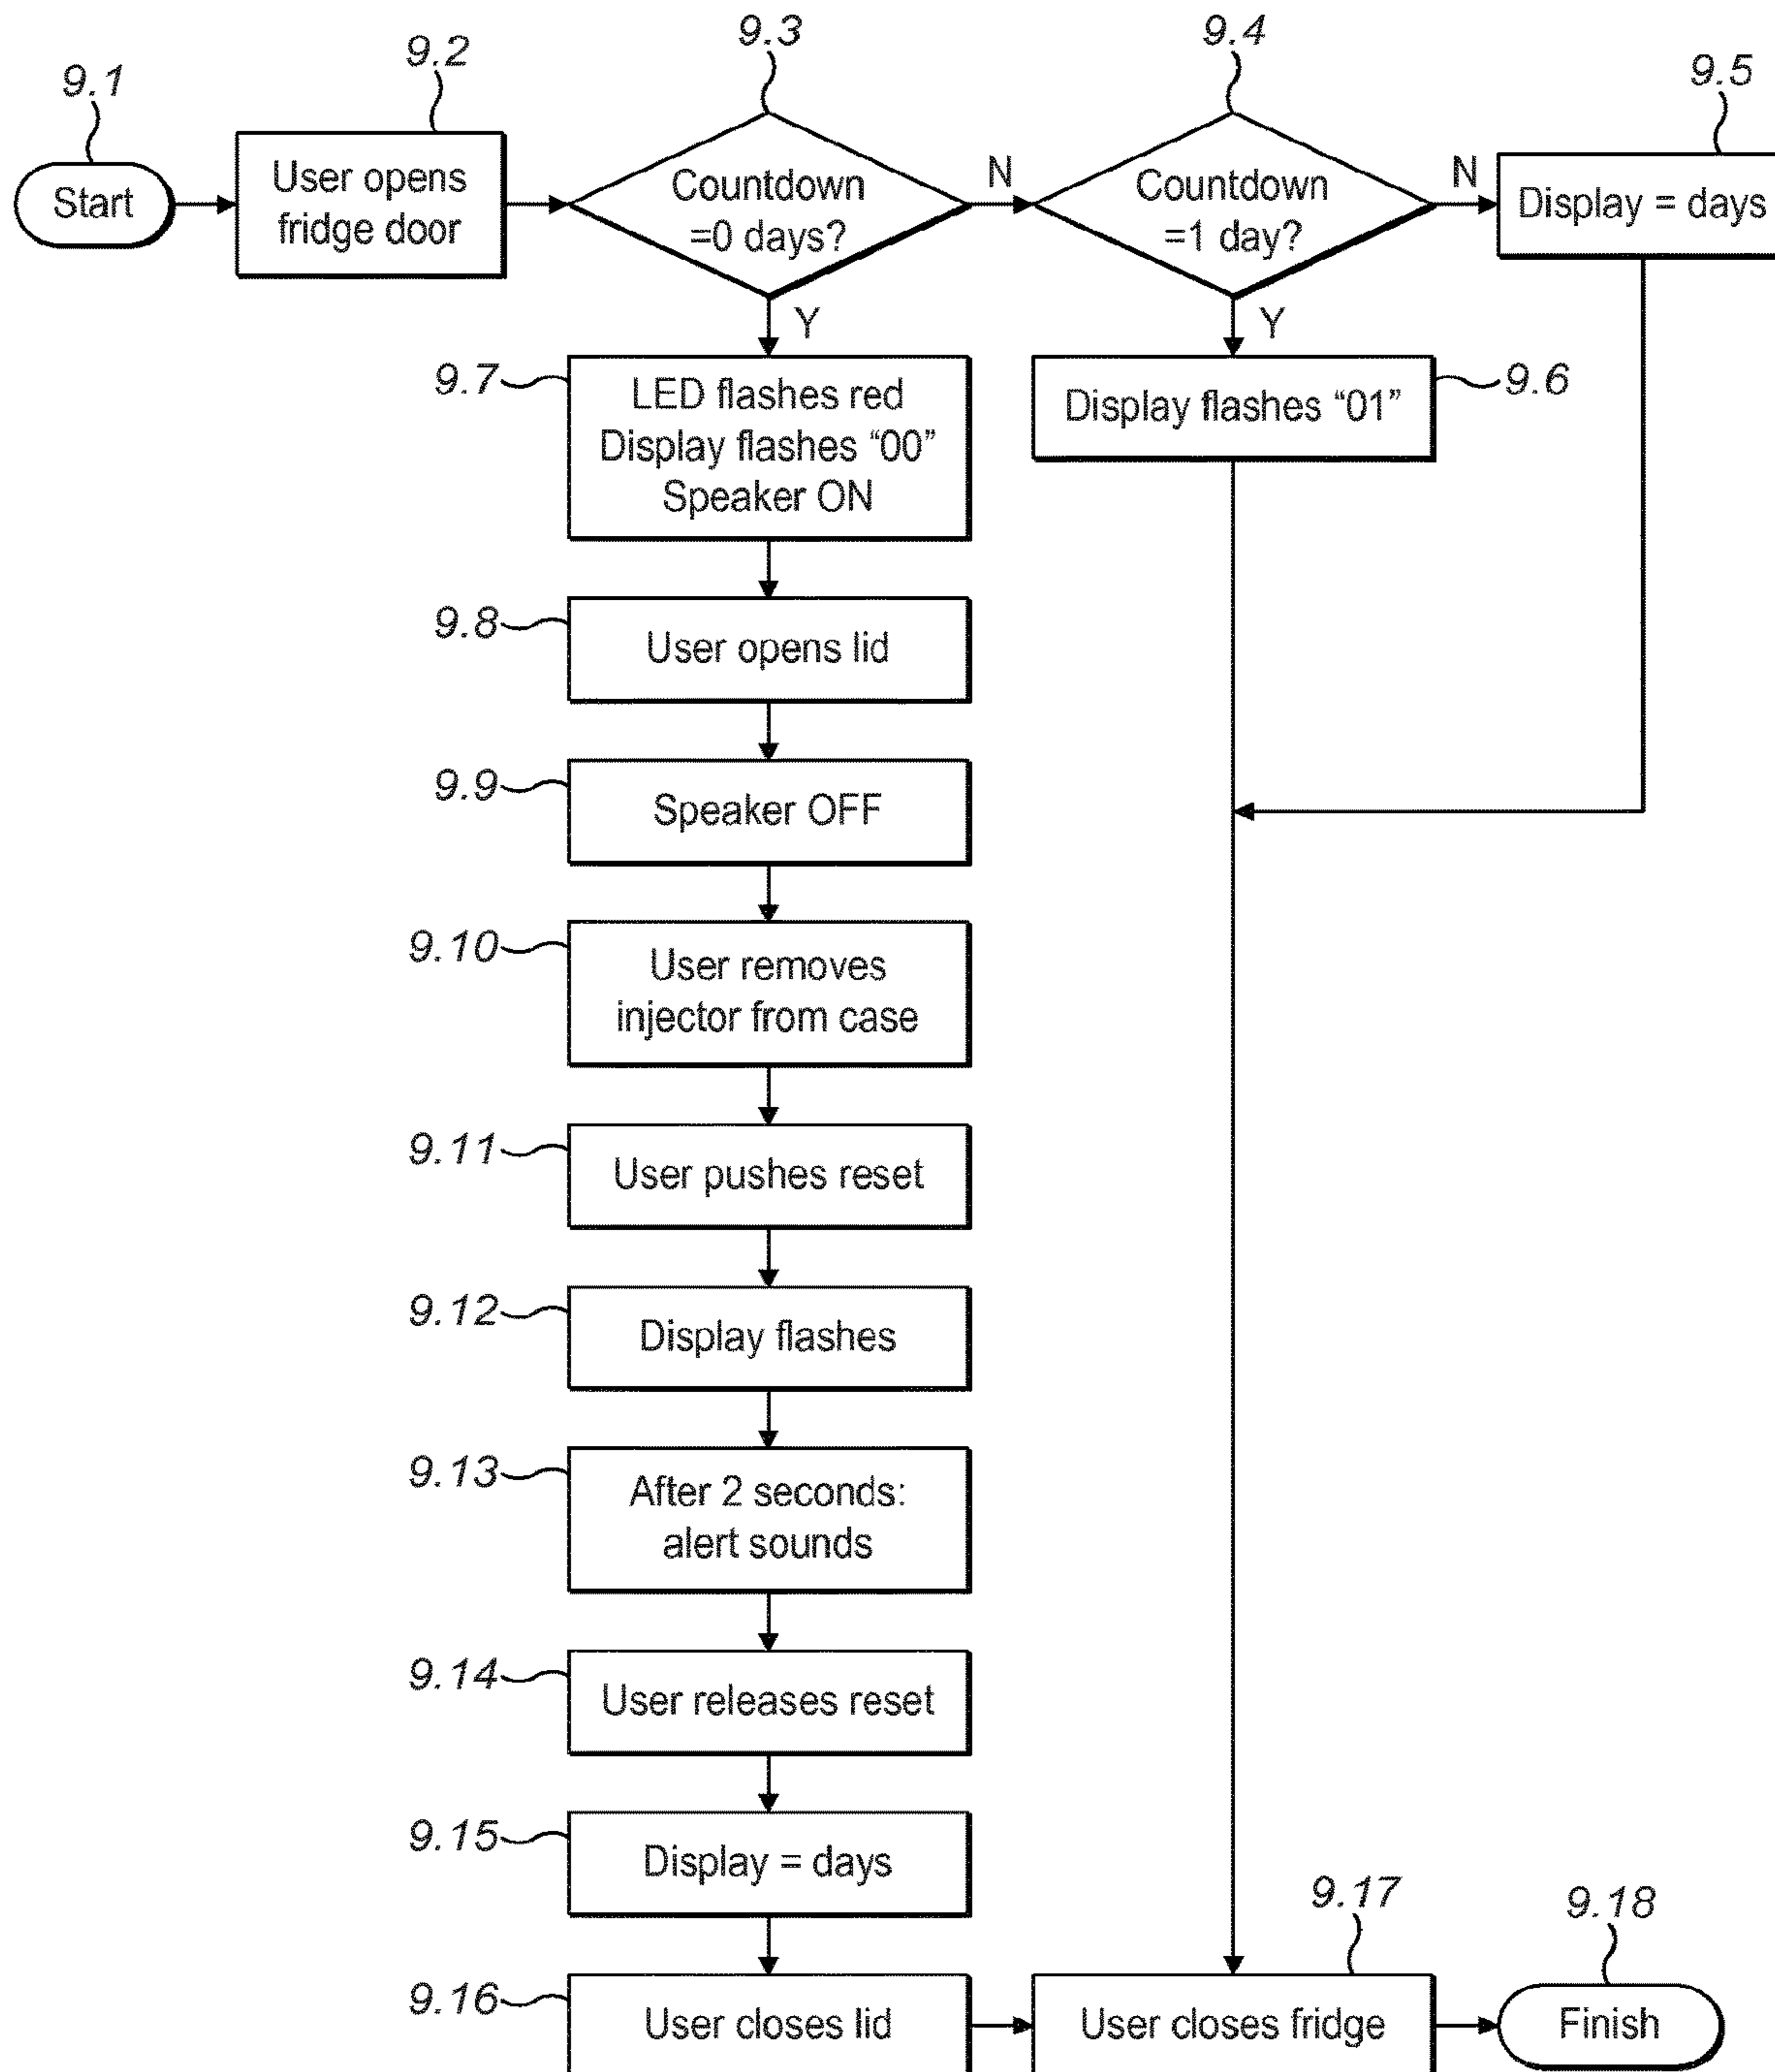 9.1
Start
9.2
User opens
fridge door
9.3
Countdown
=0 days?
N
Y
9.4
Countdown
=1 day?
N
Y
9.5
Display = days
9.6
Display flashes “01”
9.7
LED flashes red
Display flashes “00”
Speaker ON
9.8
User opens lid
9.9
Speaker OFF
9.10
User removes
injector from case
9.11
User pushes reset
9.12
Display flashes
9.13
After 2 seconds:
alert sounds
9.14
User releases reset
9.15
Display = days
9.16
User closes lid
9.17
User closes fridge
9.18
Finish